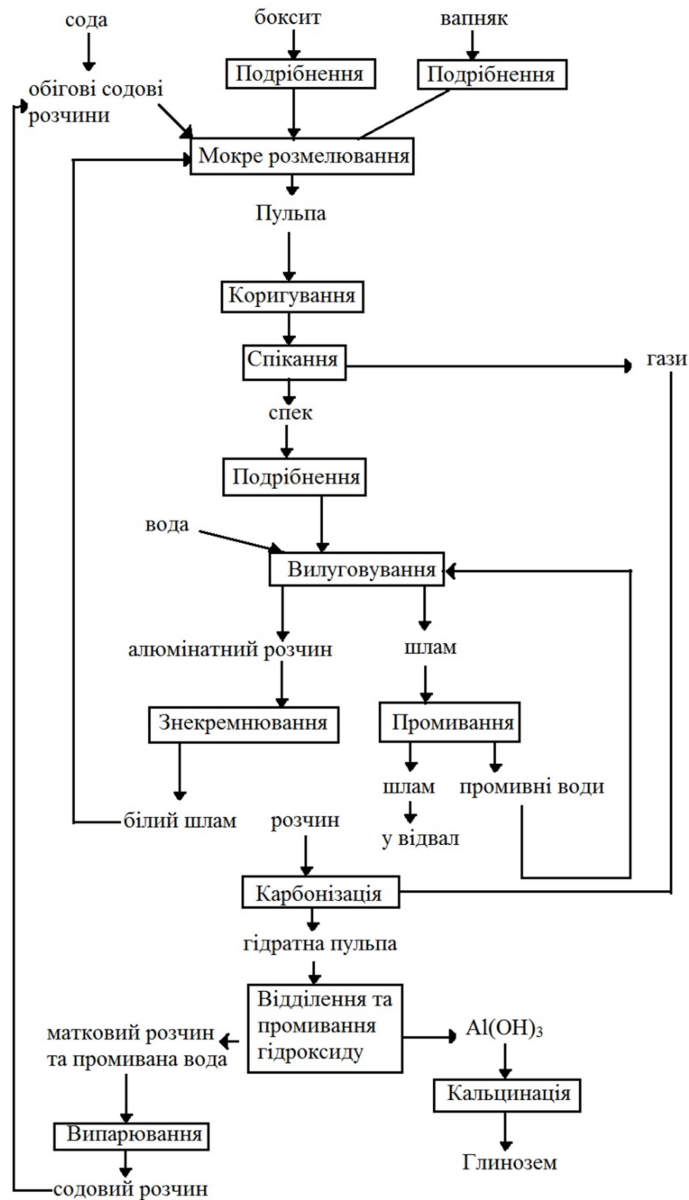 сода
боксит
вапняк
Подрібнення
Подрібнення
обігові содові
розчини
Мокре розмелювання
Пульпа
Коригування
Спікання
гази
спек
Подрібнення
вода
Вилуговування
алюмінатний розчин
шлам
Знекремнювання
Промивання
шлам
промивні води
білий шлам
розчин
у відвал
Карбонізація
гідратна пульпа
Відділення та
промивання
гідроксиду
матковий розчин
та промивана вода
Al(OH)₃
Кальцинація
Випарювання
Глинозем
содовий розчин